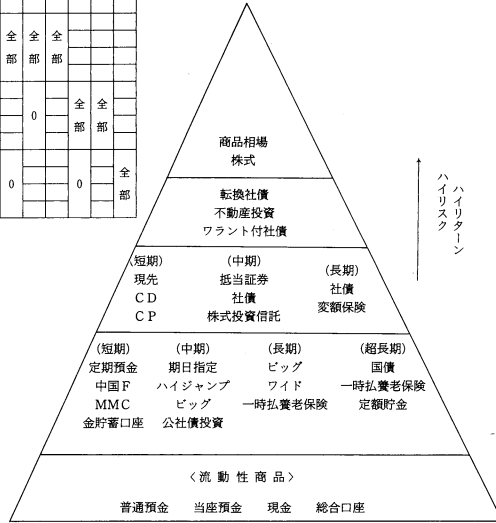 全部 全部 全部
0 全部 全部
0 0 全部
商品相場
株式
転換社債
不動産投資
ワラント付社債
(短期) (中期) (長期)
現先 抵当証券 社債
CD 社債 変額保険
CP 株式投資信託
(短期) (中期) (長期) (超長期)
定期預金 期日指定 ビッグ 国債
中国F ハイジャンプ ワイド 一時払養老保険
MMC ビッグ 一時払養老保険 定額貯金
金貯蓄口座 公社債投資
〈流動性商品〉
普通預金 当座預金 現金 総合口座
ハイリターン
ハイリスク